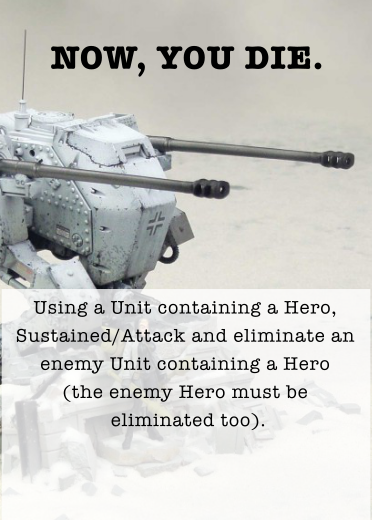 NOW, YOU DIE.
Using a Unit containing a Hero,
Sustained/Attack and eliminate an
enemy Unit containing a Hero
(the enemy Hero must be
eliminated too).